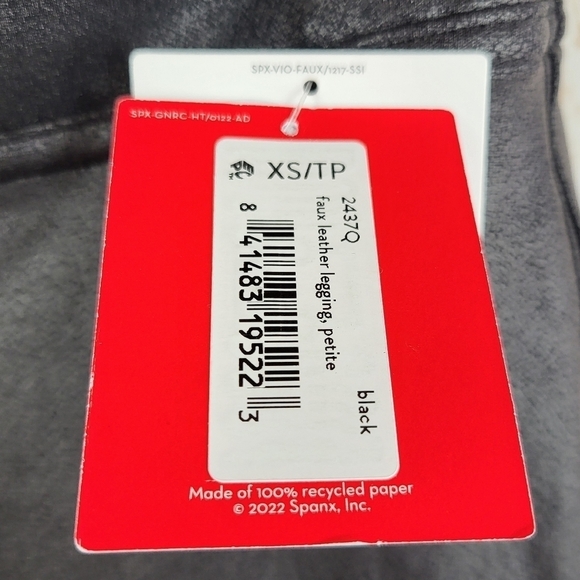 SPX-VIO-FAUX/1217-SSI
SPX-GNRC-HT/0122-AD
XS/TP
2437Q
faux leather legging, petite
black
8 41483 19522 3
Made of 100% recycled paper
© 2022 Spanx, Inc.